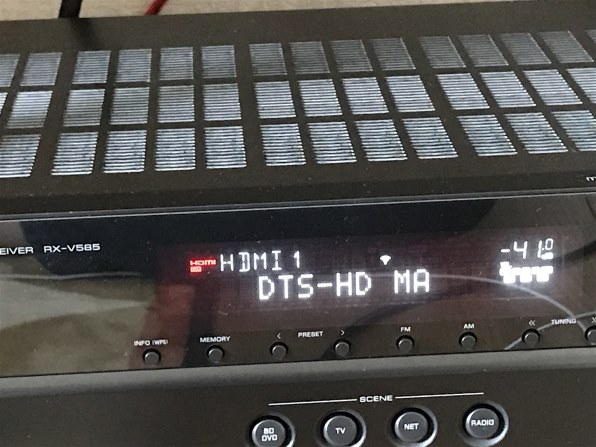 EIVER RX-V585
HDMI HDMI 1
-41.0
DTS-HD MA
INFO (WPS)
MEMORY
< PRESET >
FM
AM
<< TUNING
SCENE
BD
DVD
TV
NET
RADIO